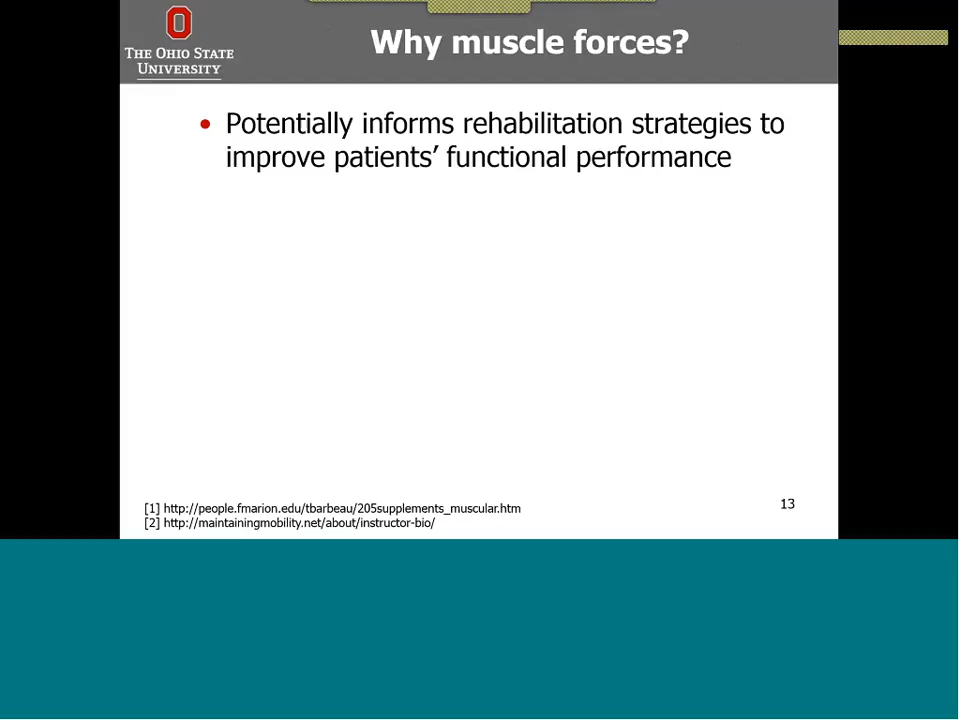 THE OHIO STATE
UNIVERSITY
Why muscle forces?
• Potentially informs rehabilitation strategies to
improve patients’ functional performance
[1] http://people.fmarion.edu/tbarbeau/205supplements_muscular.htm
[2] http://maintainingmobility.net/about/instructor-bio/
13